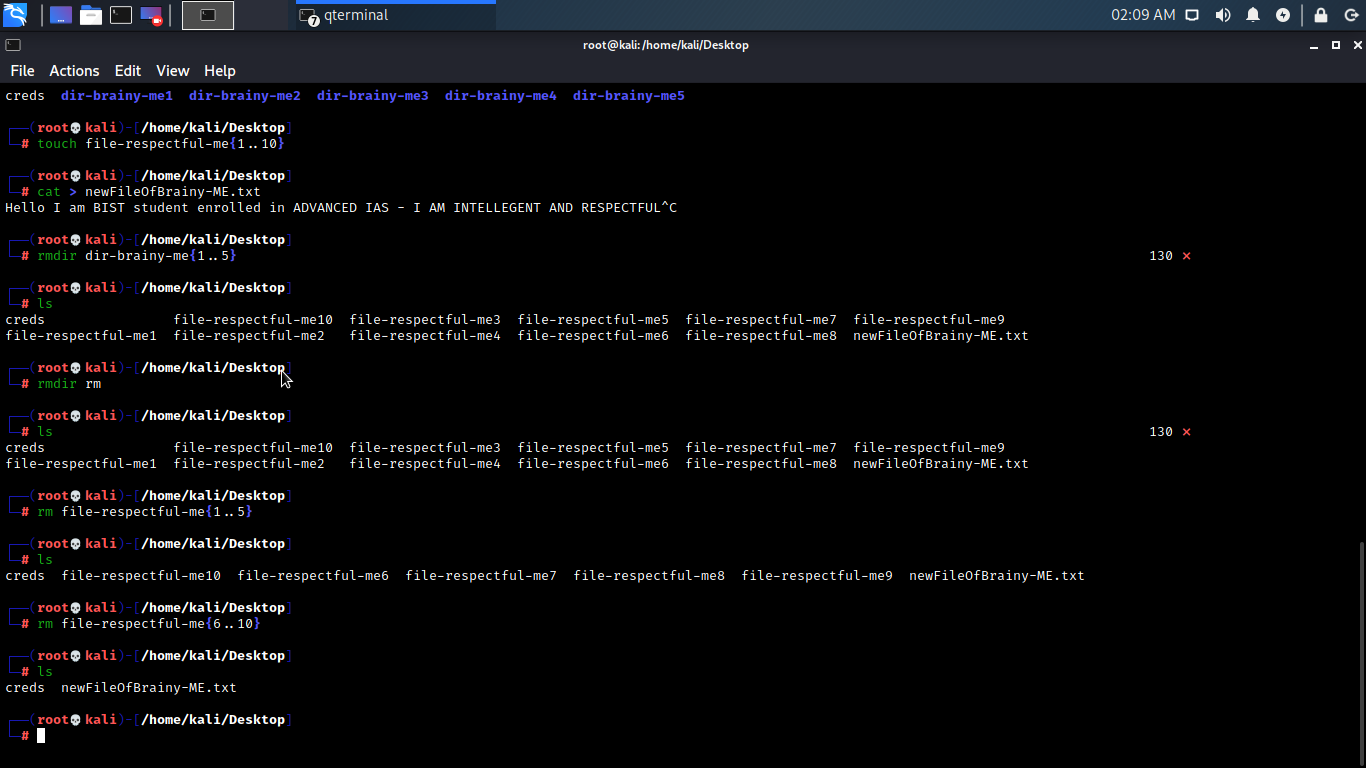 7 qterminal 02:09 AM
root@kali:/home/kali/Desktop
File Actions Edit View Help
creds dir-brainy-me1 dir-brainy-me2 dir-brainy-me3 dir-brainy-me4 dir-brainy-me5
(root💀kali)-[/home/kali/Desktop]
# touch file-respectful-me{1..10}
(root💀kali)-[/home/kali/Desktop]
# cat > newFileOfBrainy-ME.txt
Hello I am BIST student enrolled in ADVANCED IAS - I AM INTELLEGENT AND RESPECTFUL^C
(root💀kali)-[/home/kali/Desktop]
# rmdir dir-brainy-me{1..5} 130 ⨯
(root💀kali)-[/home/kali/Desktop]
# ls
creds file-respectful-me10 file-respectful-me3 file-respectful-me5 file-respectful-me7 file-respectful-me9
file-respectful-me1 file-respectful-me2 file-respectful-me4 file-respectful-me6 file-respectful-me8 newFileOfBrainy-ME.txt
(root💀kali)-[/home/kali/Desktop]
# rmdir rm
(root💀kali)-[/home/kali/Desktop]
# ls 130 ⨯
creds file-respectful-me10 file-respectful-me3 file-respectful-me5 file-respectful-me7 file-respectful-me9
file-respectful-me1 file-respectful-me2 file-respectful-me4 file-respectful-me6 file-respectful-me8 newFileOfBrainy-ME.txt
(root💀kali)-[/home/kali/Desktop]
# rm file-respectful-me{1..5}
(root💀kali)-[/home/kali/Desktop]
# ls
creds file-respectful-me10 file-respectful-me6 file-respectful-me7 file-respectful-me8 file-respectful-me9 newFileOfBrainy-ME.txt
(root💀kali)-[/home/kali/Desktop]
# rm file-respectful-me{6..10}
(root💀kali)-[/home/kali/Desktop]
# ls
creds newFileOfBrainy-ME.txt
(root💀kali)-[/home/kali/Desktop]
#